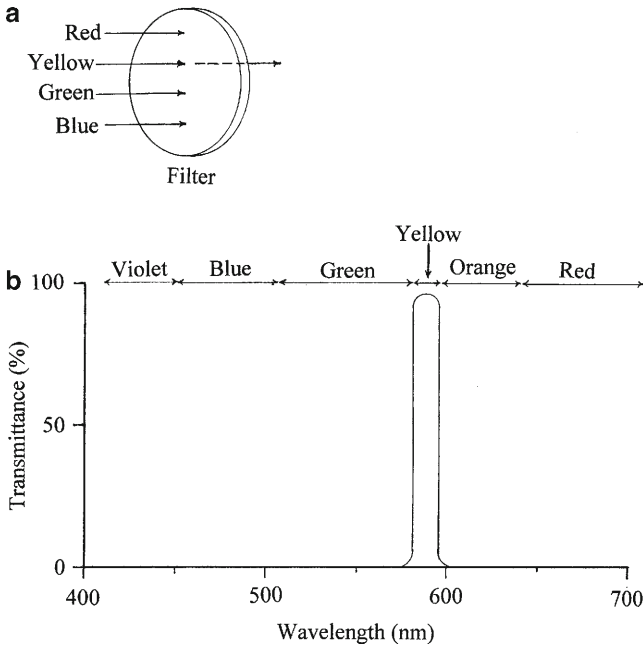 a
Red
Yellow
Green
Blue
Filter
b
Yellow
Violet Blue Green Orange Red
100
50
0
Transmittance (%)
400 500 600 700
Wavelength (nm)